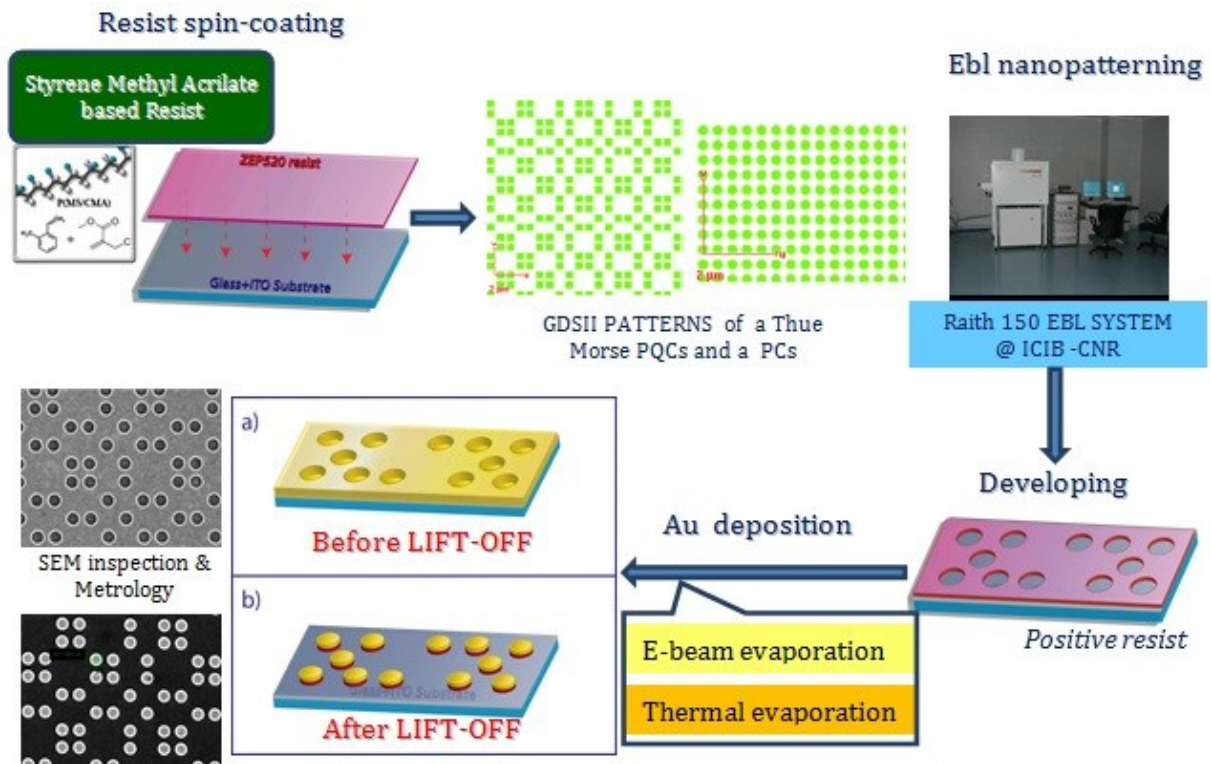 Resist spin-coating
Styrene Methyl Acrilate
based Resist
P(MS/CMA)
ZEP520 resist
Glass+ITO Substrate
2 µm
GDSII PATTERNS of a Thue
Morse PQCs and a PCs
Ebl nanopatterning
Raith 150 EBL SYSTEM
@ ICIB -CNR
Developing
Positive resist
Au deposition
E-beam evaporation
Thermal evaporation
a)
Before LIFT-OFF
b)
Glass+ITO Substrate
After LIFT-OFF
SEM inspection &
Metrology